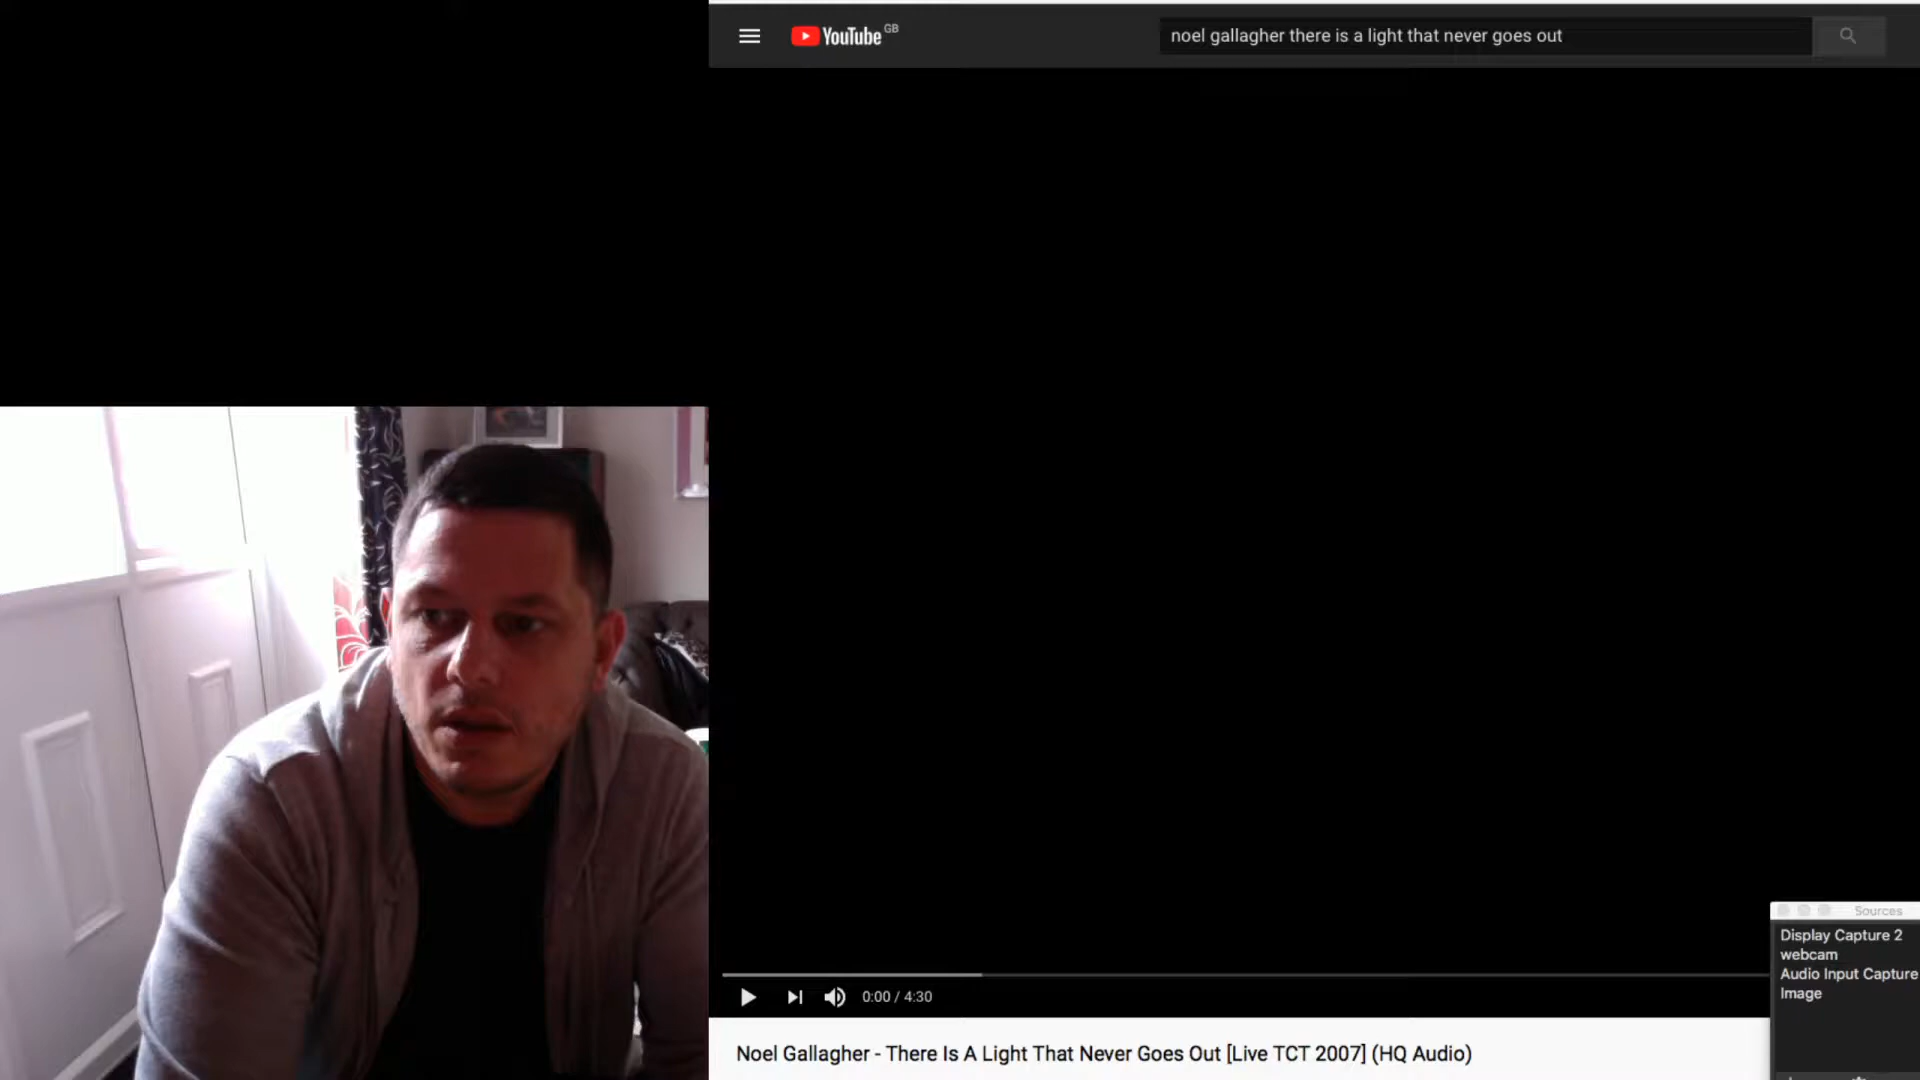 YouTube GB
noel gallagher there is a light that never goes out
0:00 / 4:30
Noel Gallagher - There Is A Light That Never Goes Out [Live TCT 2007] (HQ Audio)
Sources
Display Capture 2
webcam
Audio Input Capture
Image